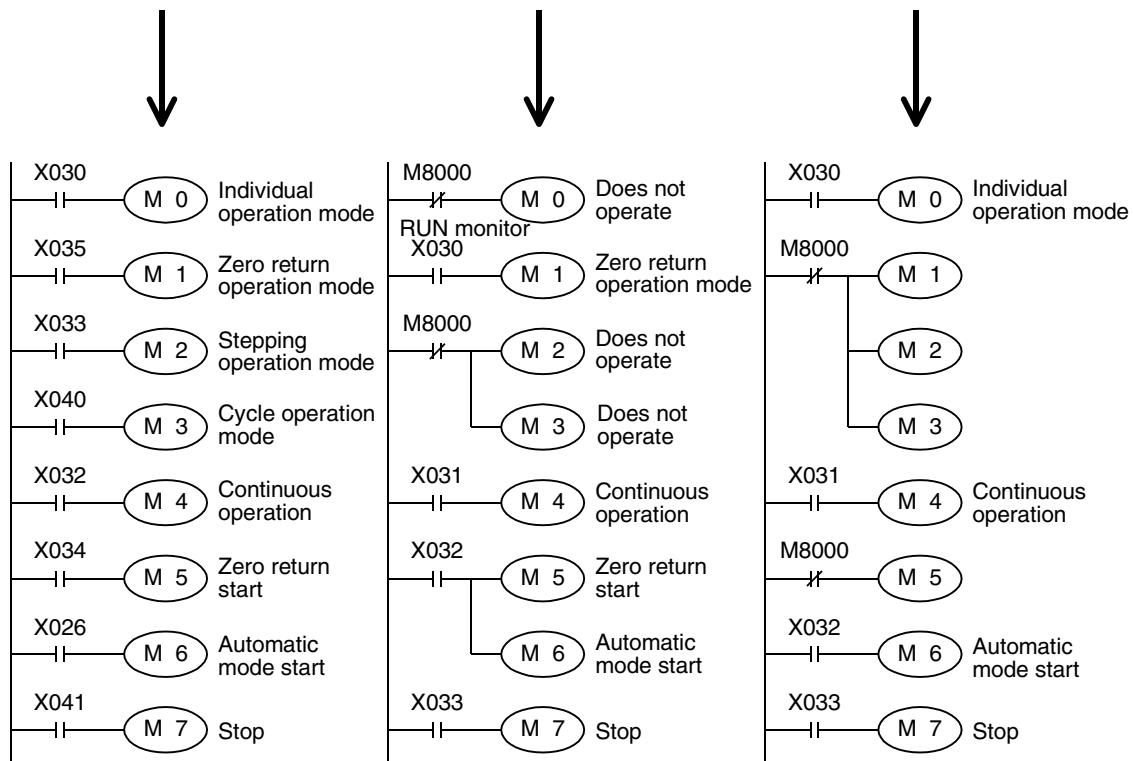 X030
M 0
Individual
operation mode
X035
M 1
Zero return
operation mode
X033
M 2
Stepping
operation mode
X040
M 3
Cycle operation
mode
X032
M 4
Continuous
operation
X034
M 5
Zero return
start
X026
M 6
Automatic
mode start
X041
M 7
Stop
M8000
M 0
Does not
operate
RUN monitor
X030
M 1
Zero return
operation mode
M8000
M 2
Does not
operate
M 3
Does not
operate
X031
M 4
Continuous
operation
X032
M 5
Zero return
start
M 6
Automatic
mode start
X033
M 7
Stop
X030
M 0
Individual
operation mode
M8000
M 1
M 2
M 3
X031
M 4
Continuous
operation
M8000
M 5
X032
M 6
Automatic
mode start
X033
M 7
Stop